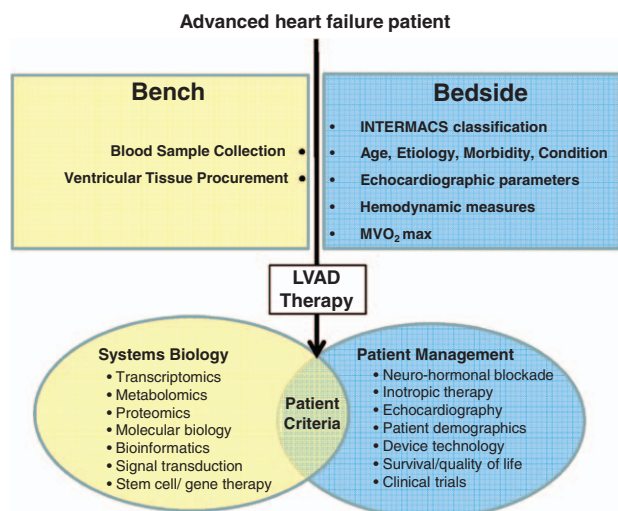 Advanced heart failure patient
Bench
Blood Sample Collection •
Ventricular Tissue Procurement •
Bedside
• INTERMACS classification
• Age, Etiology, Morbidity, Condition
• Echocardiographic parameters
• Hemodynamic measures
• MVO₂ max
LVAD
Therapy
Systems Biology
• Transcriptomics
• Metabolomics
• Proteomics
• Molecular biology
• Bioinformatics
• Signal transduction
• Stem cell/ gene therapy
Patient
Criteria
Patient Management
• Neuro-hormonal blockade
• Inotropic therapy
• Echocardiography
• Patient demographics
• Device technology
• Survival/quality of life
• Clinical trials